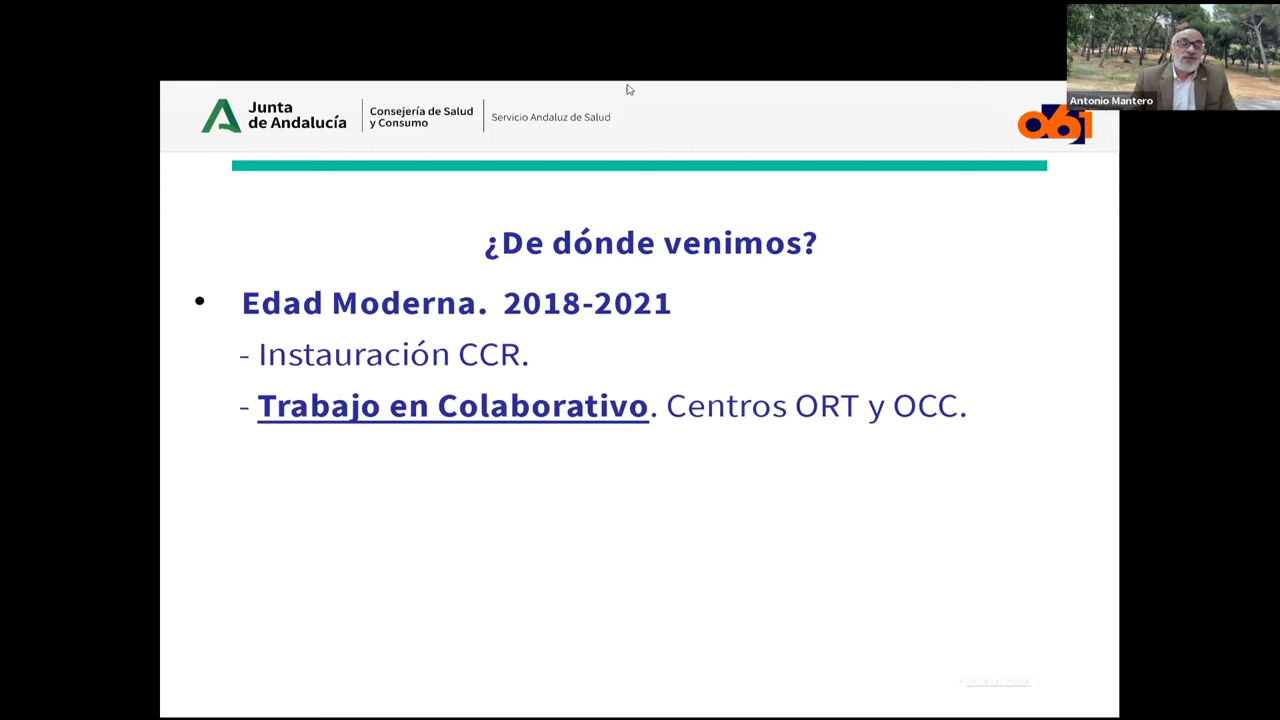 Antonio Mantero
Junta
de Andalucía
Consejería de Salud
y Consumo
Servicio Andaluz de Salud
061
¿De dónde venimos?
• Edad Moderna. 2018-2021
- Instauración CCR.
- Trabajo en Colaborativo. Centros ORT y OCC.